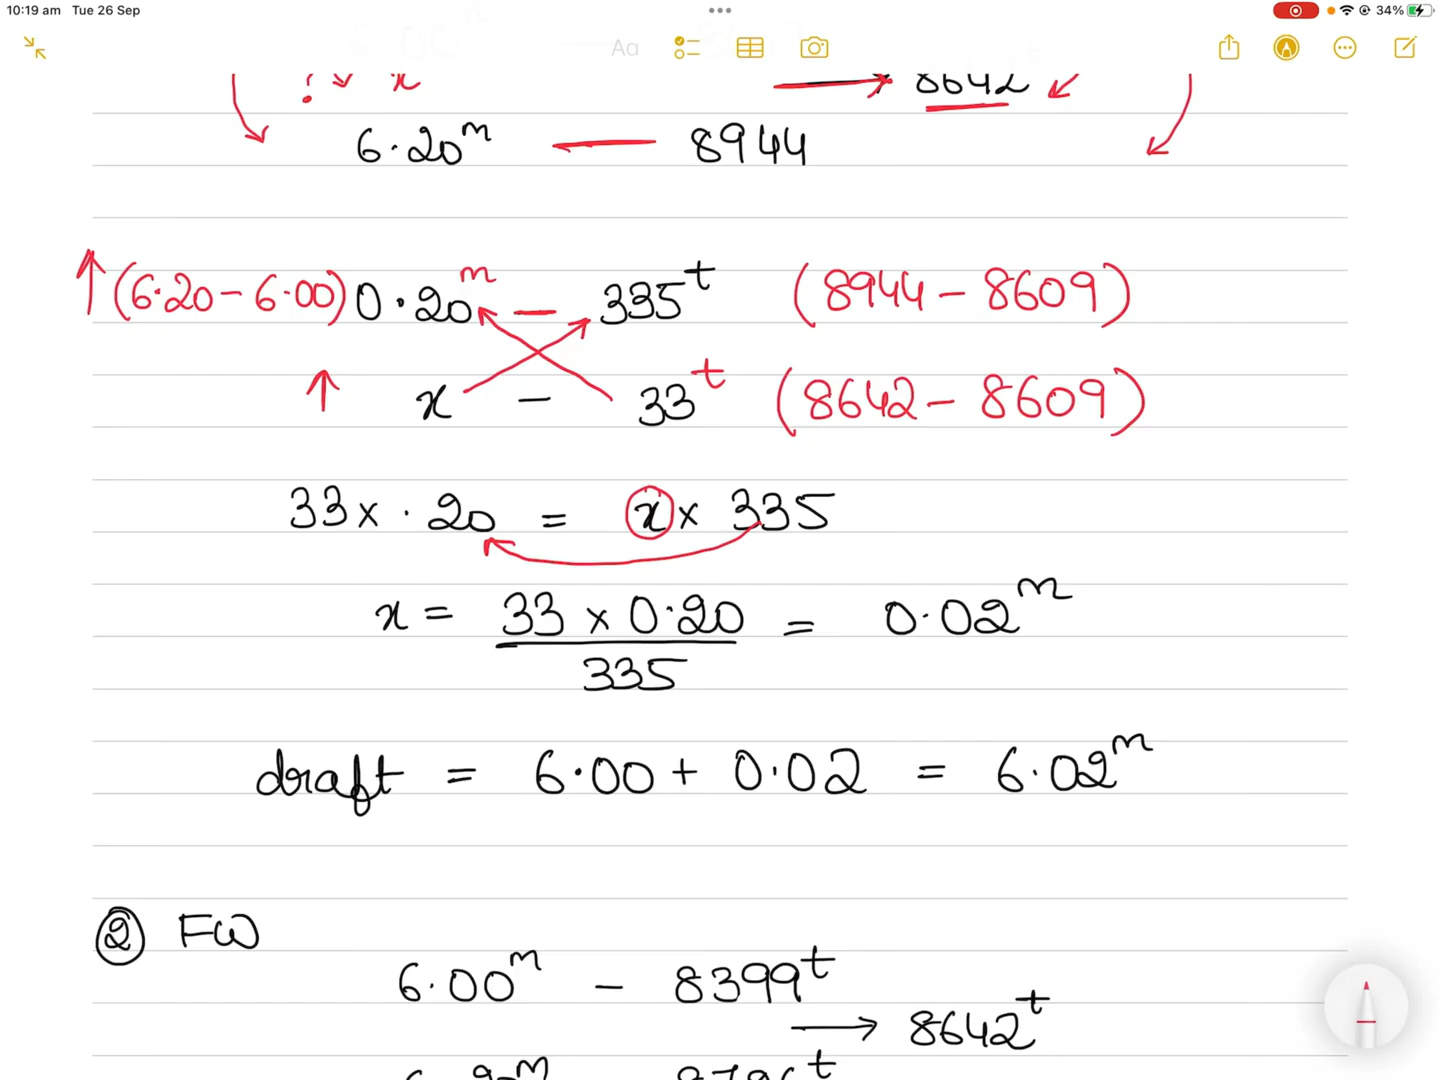 10:19 am Tue 26 Sep 34%
Aa
? x 8642
6.20m 8944
(6.20 - 6.00) 0.20m - 335t (8944 - 8609)
x - 33t (8642 - 8609)
33 x .20 = x x 335
x = 33 x 0.20 / 335 = 0.02m
draft = 6.00 + 0.02 = 6.02m
2 FW
6.00m - 8399t
→ 8642t